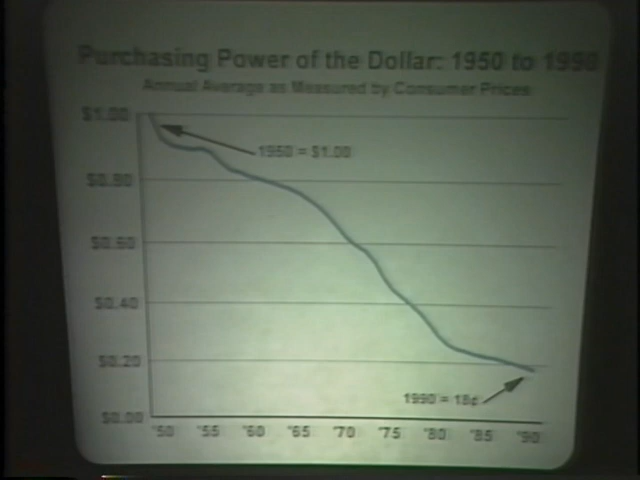 Purchasing Power of the Dollar: 1950 to 1990
Annual Average as Measured by Consumer Prices
$1.00
1950 = $1.00
$0.80
$0.60
$0.40
$0.20
1990 = 18¢
$0.00
'50 '55 '60 '65 '70 '75 '80 '85 '90